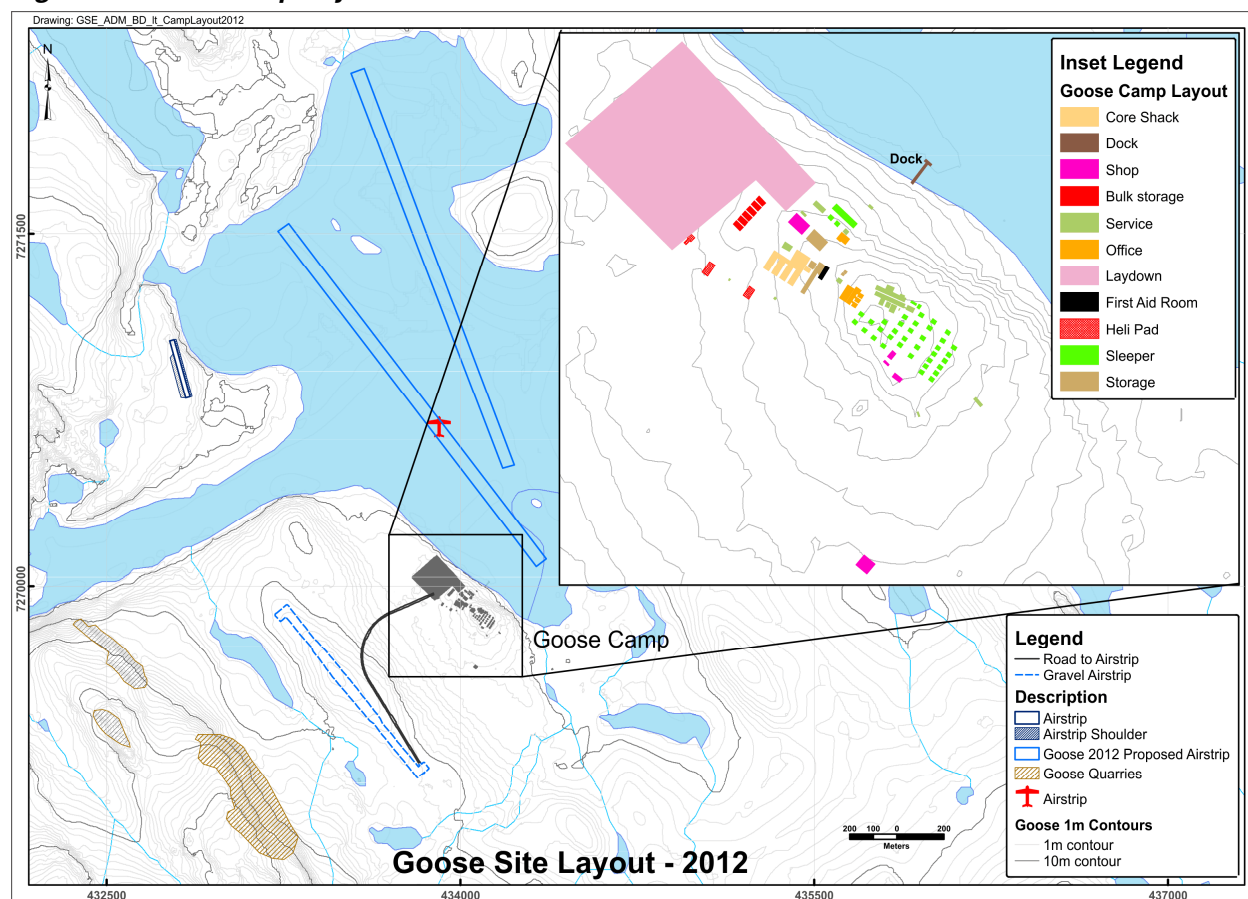 Drawing: GSE_ADM_BD_lt_CampLayout2012
N
7271500
7270000
Dock
Inset Legend
Goose Camp Layout
Core Shack
Dock
Shop
Bulk storage
Service
Office
Laydown
First Aid Room
Heli Pad
Sleeper
Storage
Goose Camp
Legend
Road to Airstrip
Gravel Airstrip
Description
Airstrip
Airstrip Shoulder
Goose 2012 Proposed Airstrip
Goose Quarries
Airstrip
Goose 1m Contours
1m contour
10m contour
200 100 0 200
Meters
Goose Site Layout - 2012
432500 434000 435500 437000